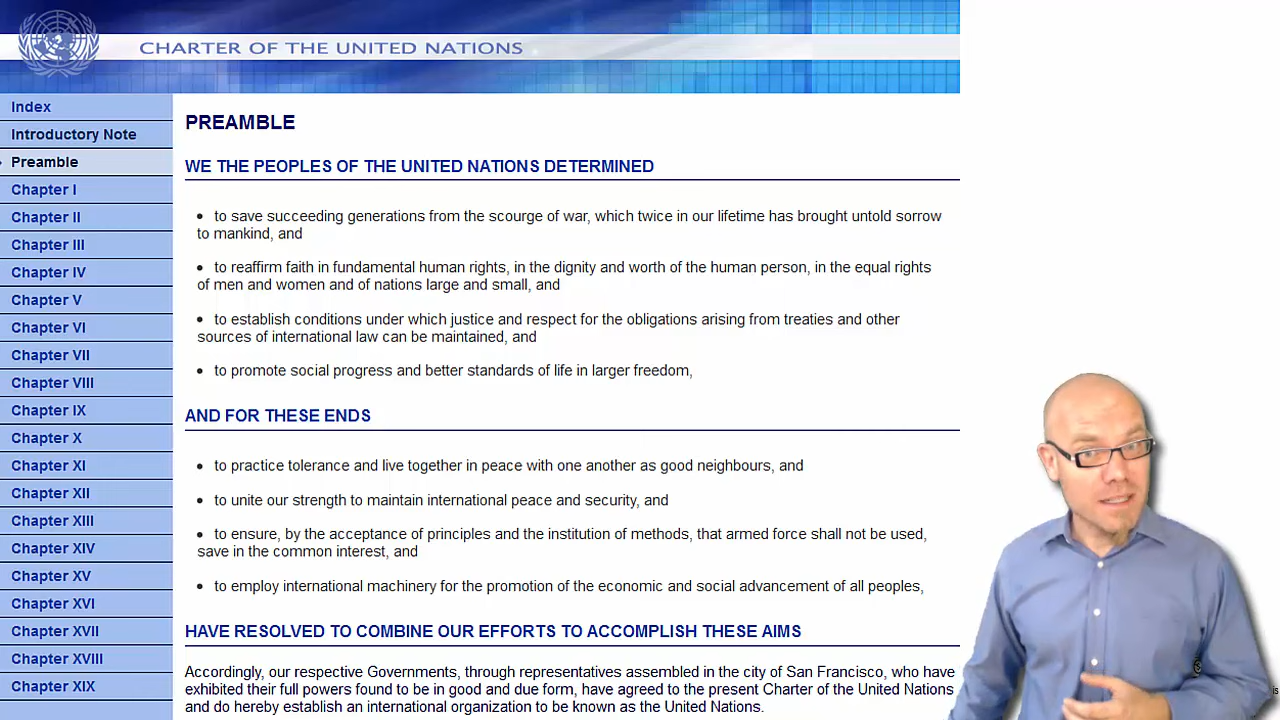 CHARTER OF THE UNITED NATIONS
Index
Introductory Note
Preamble
Chapter I
Chapter II
Chapter III
Chapter IV
Chapter V
Chapter VI
Chapter VII
Chapter VIII
Chapter IX
Chapter X
Chapter XI
Chapter XII
Chapter XIII
Chapter XIV
Chapter XV
Chapter XVI
Chapter XVII
Chapter XVIII
Chapter XIX
PREAMBLE
WE THE PEOPLES OF THE UNITED NATIONS DETERMINED
• to save succeeding generations from the scourge of war, which twice in our lifetime has brought untold sorrow
to mankind, and
• to reaffirm faith in fundamental human rights, in the dignity and worth of the human person, in the equal rights
of men and women and of nations large and small, and
• to establish conditions under which justice and respect for the obligations arising from treaties and other
sources of international law can be maintained, and
• to promote social progress and better standards of life in larger freedom,
AND FOR THESE ENDS
• to practice tolerance and live together in peace with one another as good neighbours, and
• to unite our strength to maintain international peace and security, and
• to ensure, by the acceptance of principles and the institution of methods, that armed force shall not be used,
save in the common interest, and
• to employ international machinery for the promotion of the economic and social advancement of all peoples,
HAVE RESOLVED TO COMBINE OUR EFFORTS TO ACCOMPLISH THESE AIMS
Accordingly, our respective Governments, through representatives assembled in the city of San Francisco, who have
exhibited their full powers found to be in good and due form, have agreed to the present Charter of the United Nations
and do hereby establish an international organization to be known as the United Nations.
is